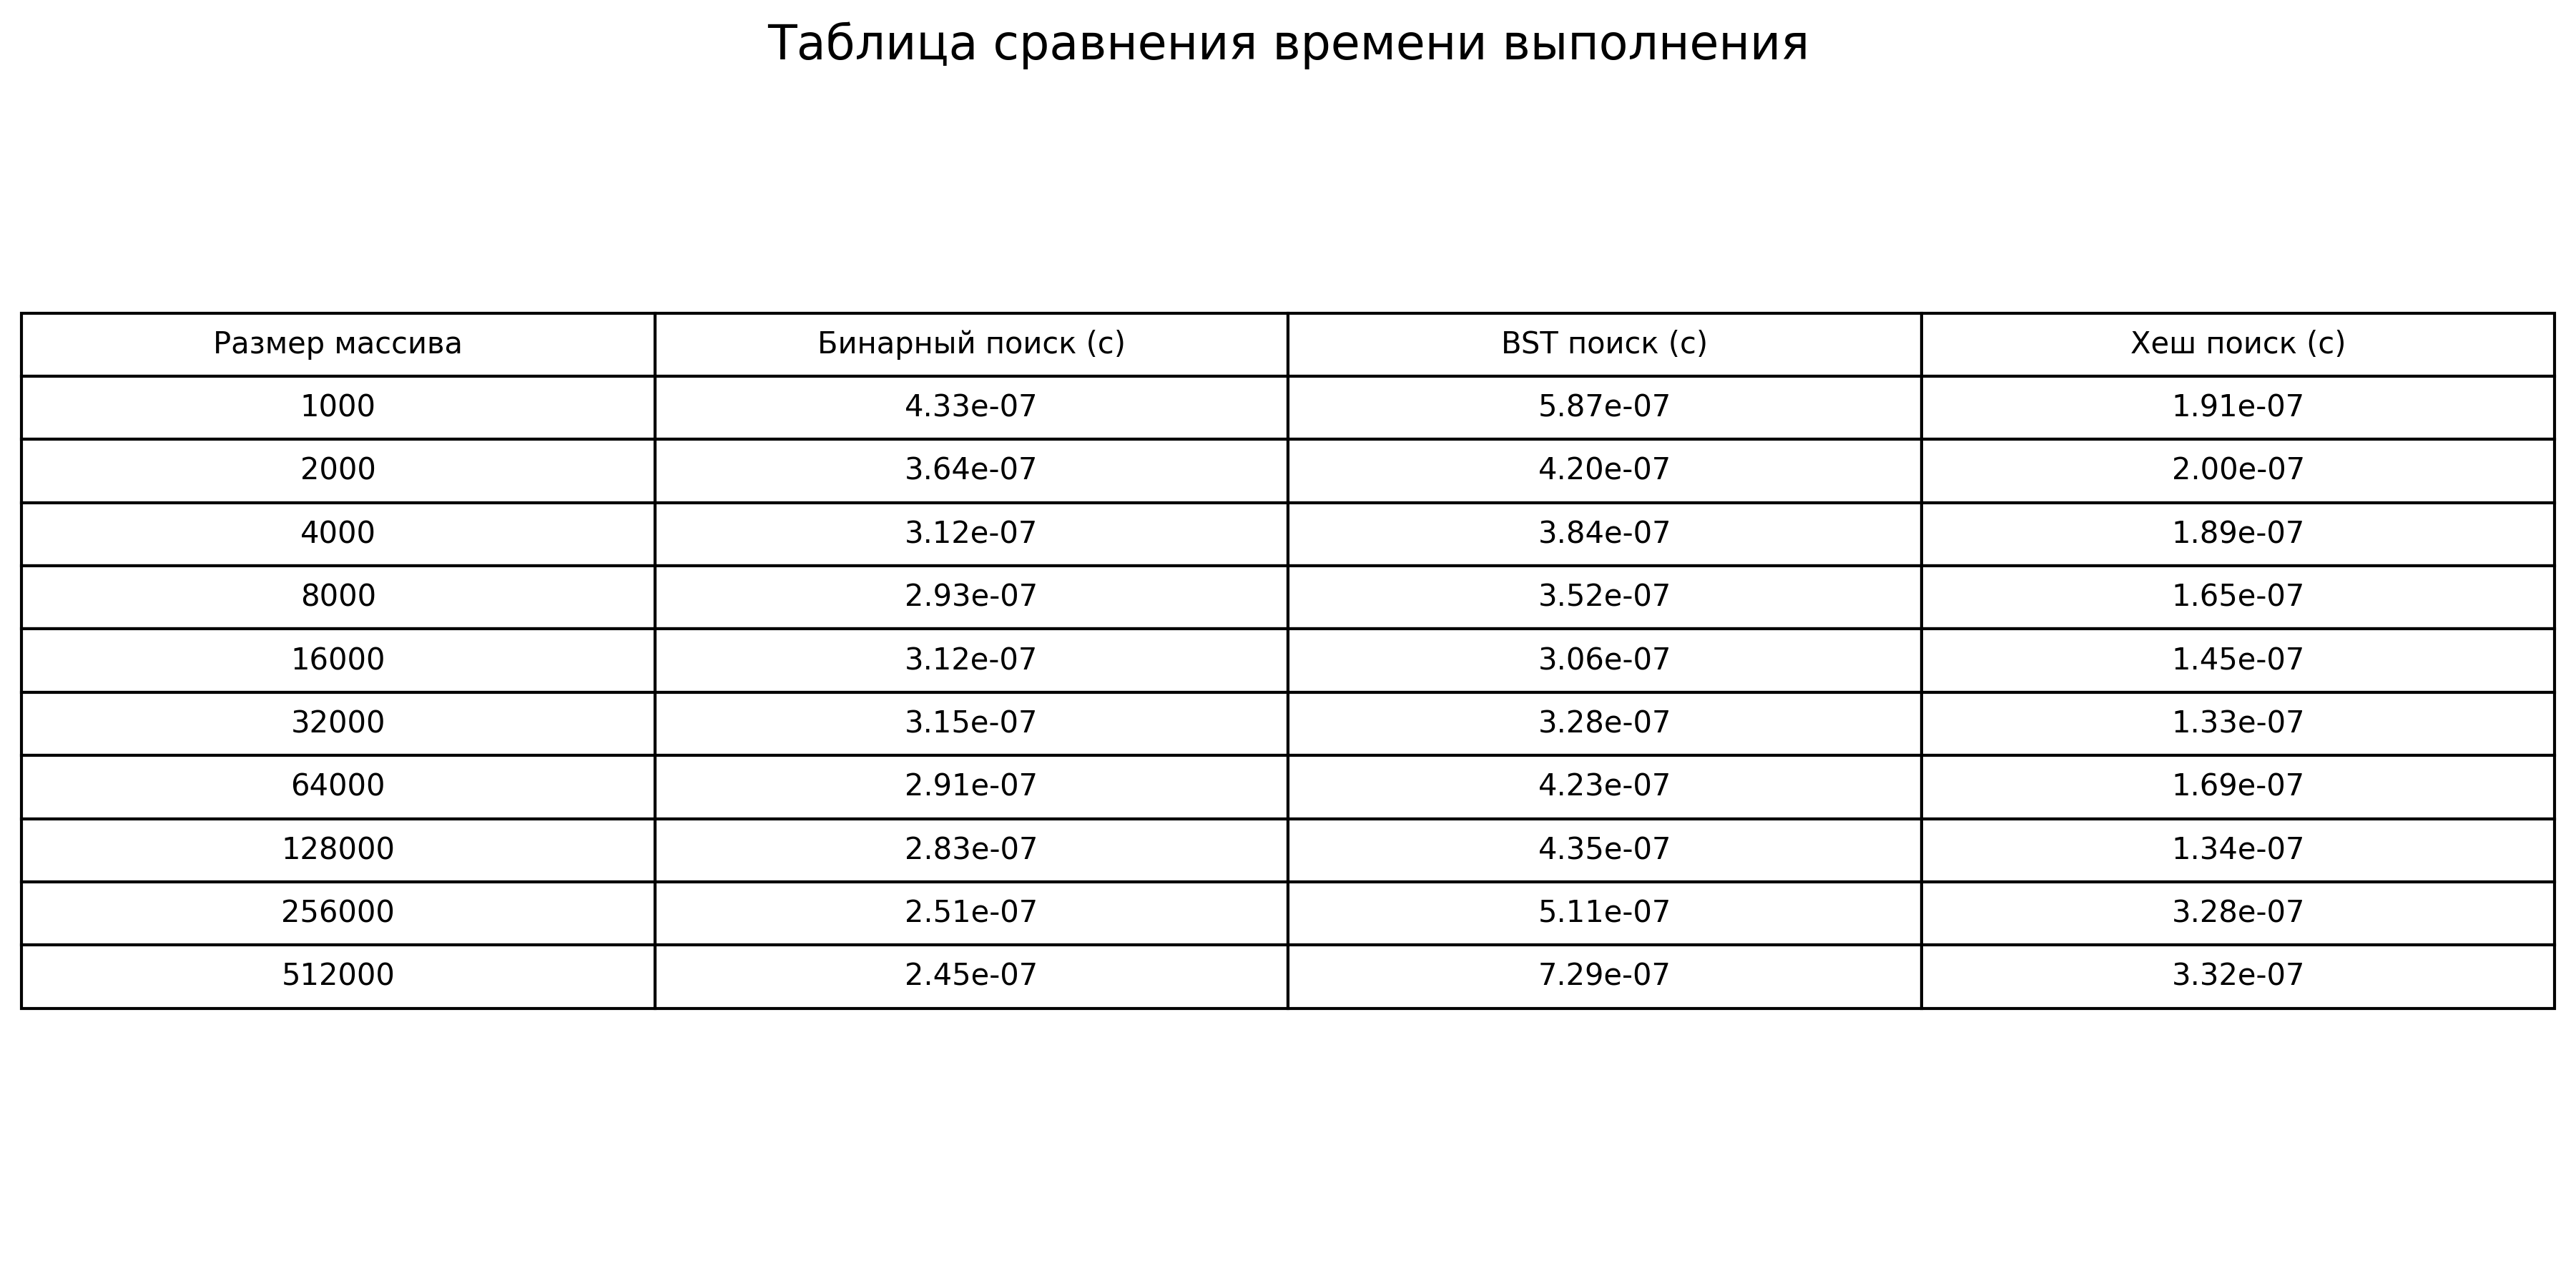 Таблица сравнения времени выполнения
Размер массива Бинарный поиск (с) BST поиск (с) Хеш поиск (с)
1000 4.33e-07 5.87e-07 1.91e-07
2000 3.64e-07 4.20e-07 2.00e-07
4000 3.12e-07 3.84e-07 1.89e-07
8000 2.93e-07 3.52e-07 1.65e-07
16000 3.12e-07 3.06e-07 1.45e-07
32000 3.15e-07 3.28e-07 1.33e-07
64000 2.91e-07 4.23e-07 1.69e-07
128000 2.83e-07 4.35e-07 1.34e-07
256000 2.51e-07 5.11e-07 3.28e-07
512000 2.45e-07 7.29e-07 3.32e-07